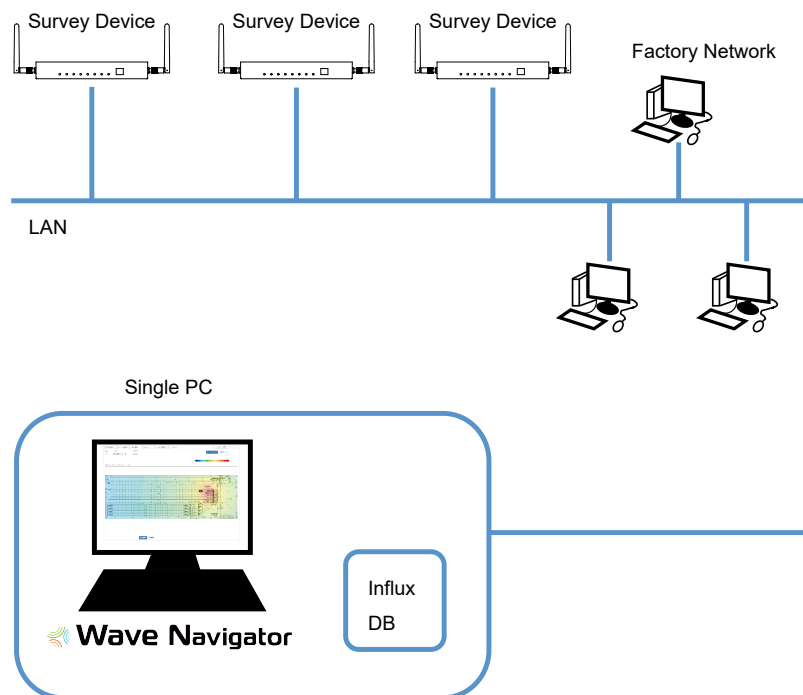 Survey Device
Survey Device
Survey Device
Factory Network
LAN
Single PC
Wave Navigator
Influx
DB